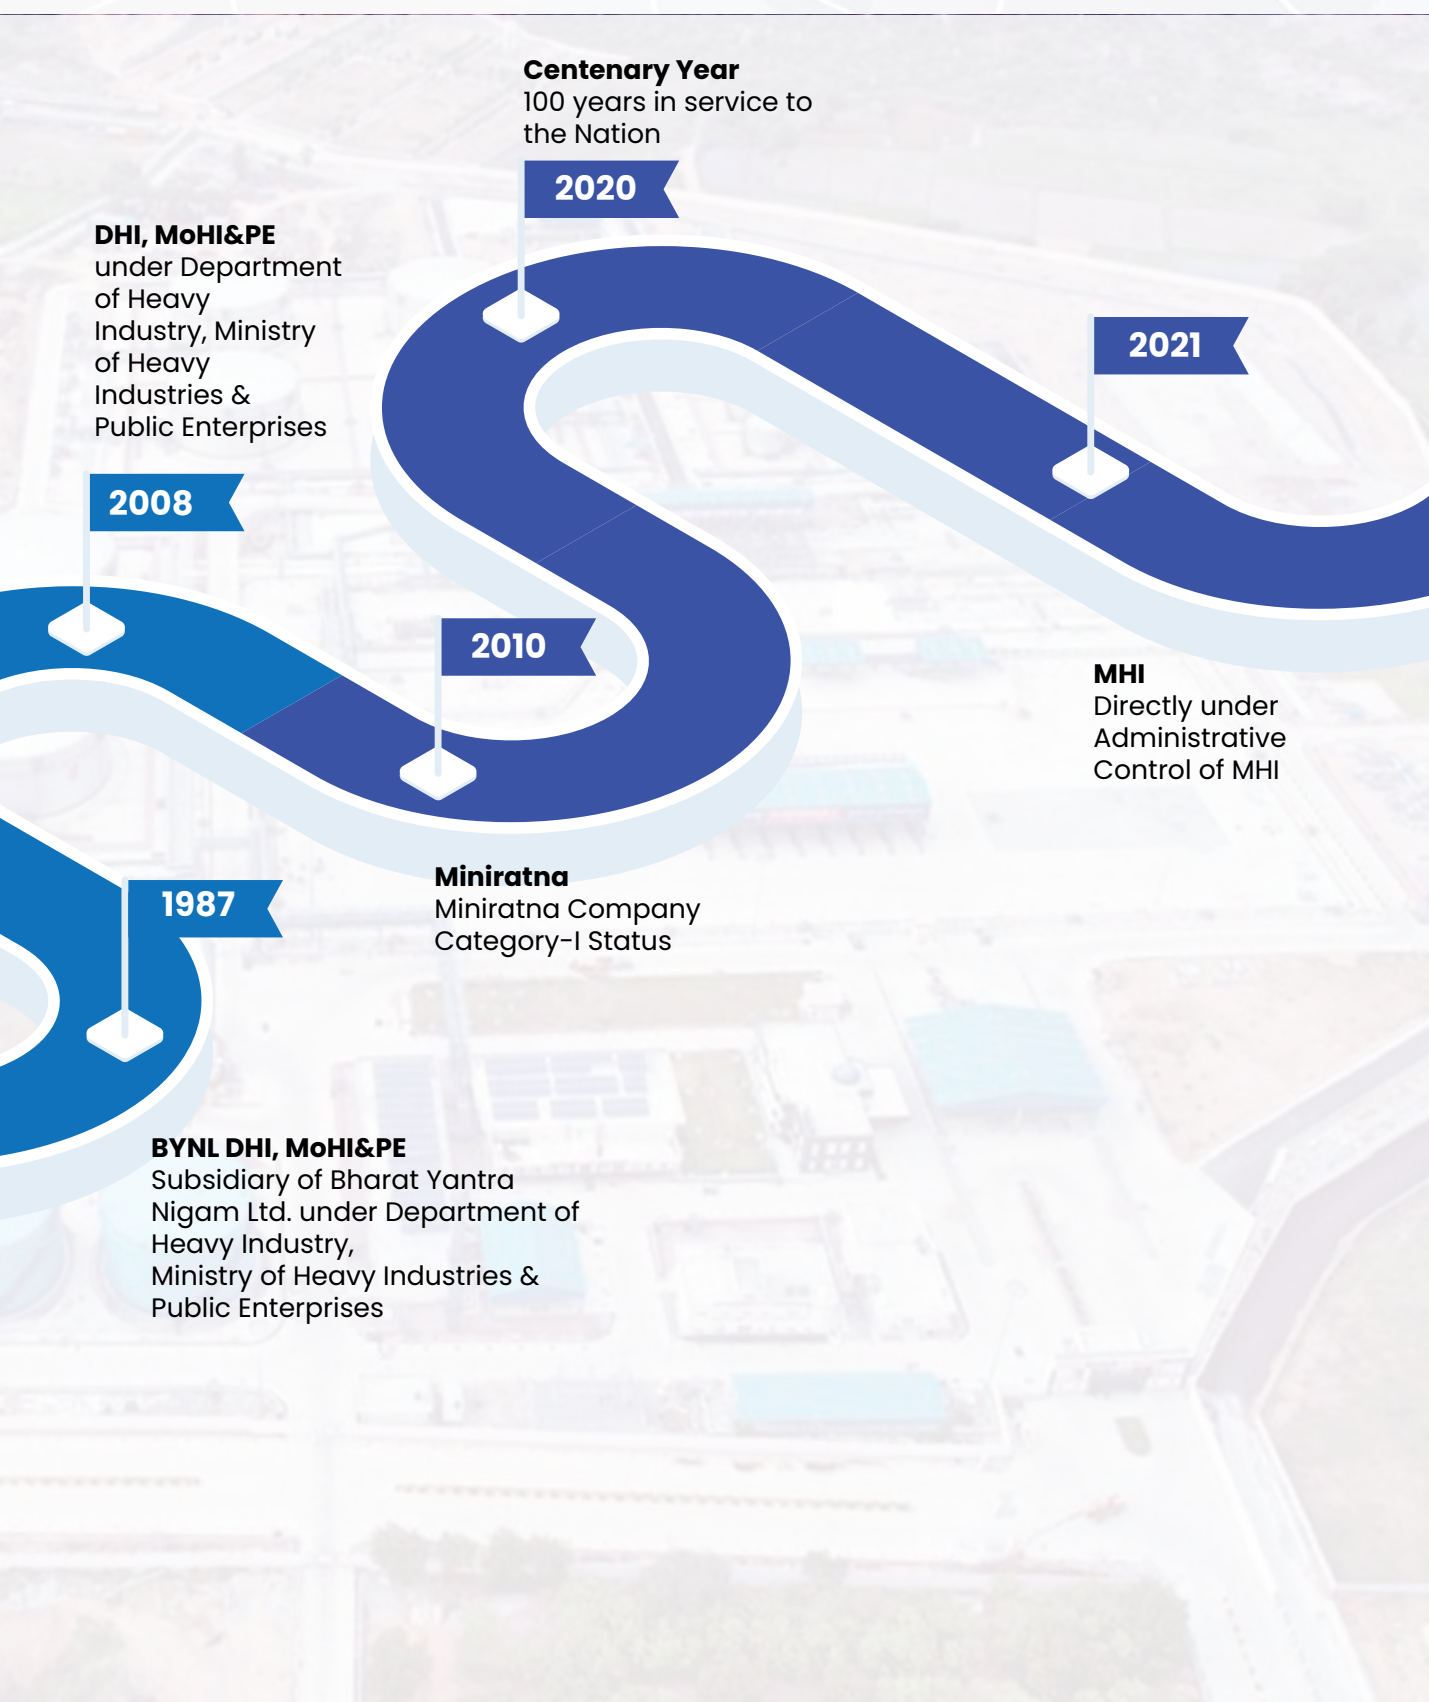 Centenary Year
100 years in service to
the Nation
2020
DHI, MoHI&PE
under Department
of Heavy
Industry, Ministry
of Heavy
Industries &
Public Enterprises
2008
2021
MHI
Directly under
Administrative
Control of MHI
2010
Miniratna
Miniratna Company
Category-I Status
1987
BYNL DHI, MoHI&PE
Subsidiary of Bharat Yantra
Nigam Ltd. under Department of
Heavy Industry,
Ministry of Heavy Industries &
Public Enterprises